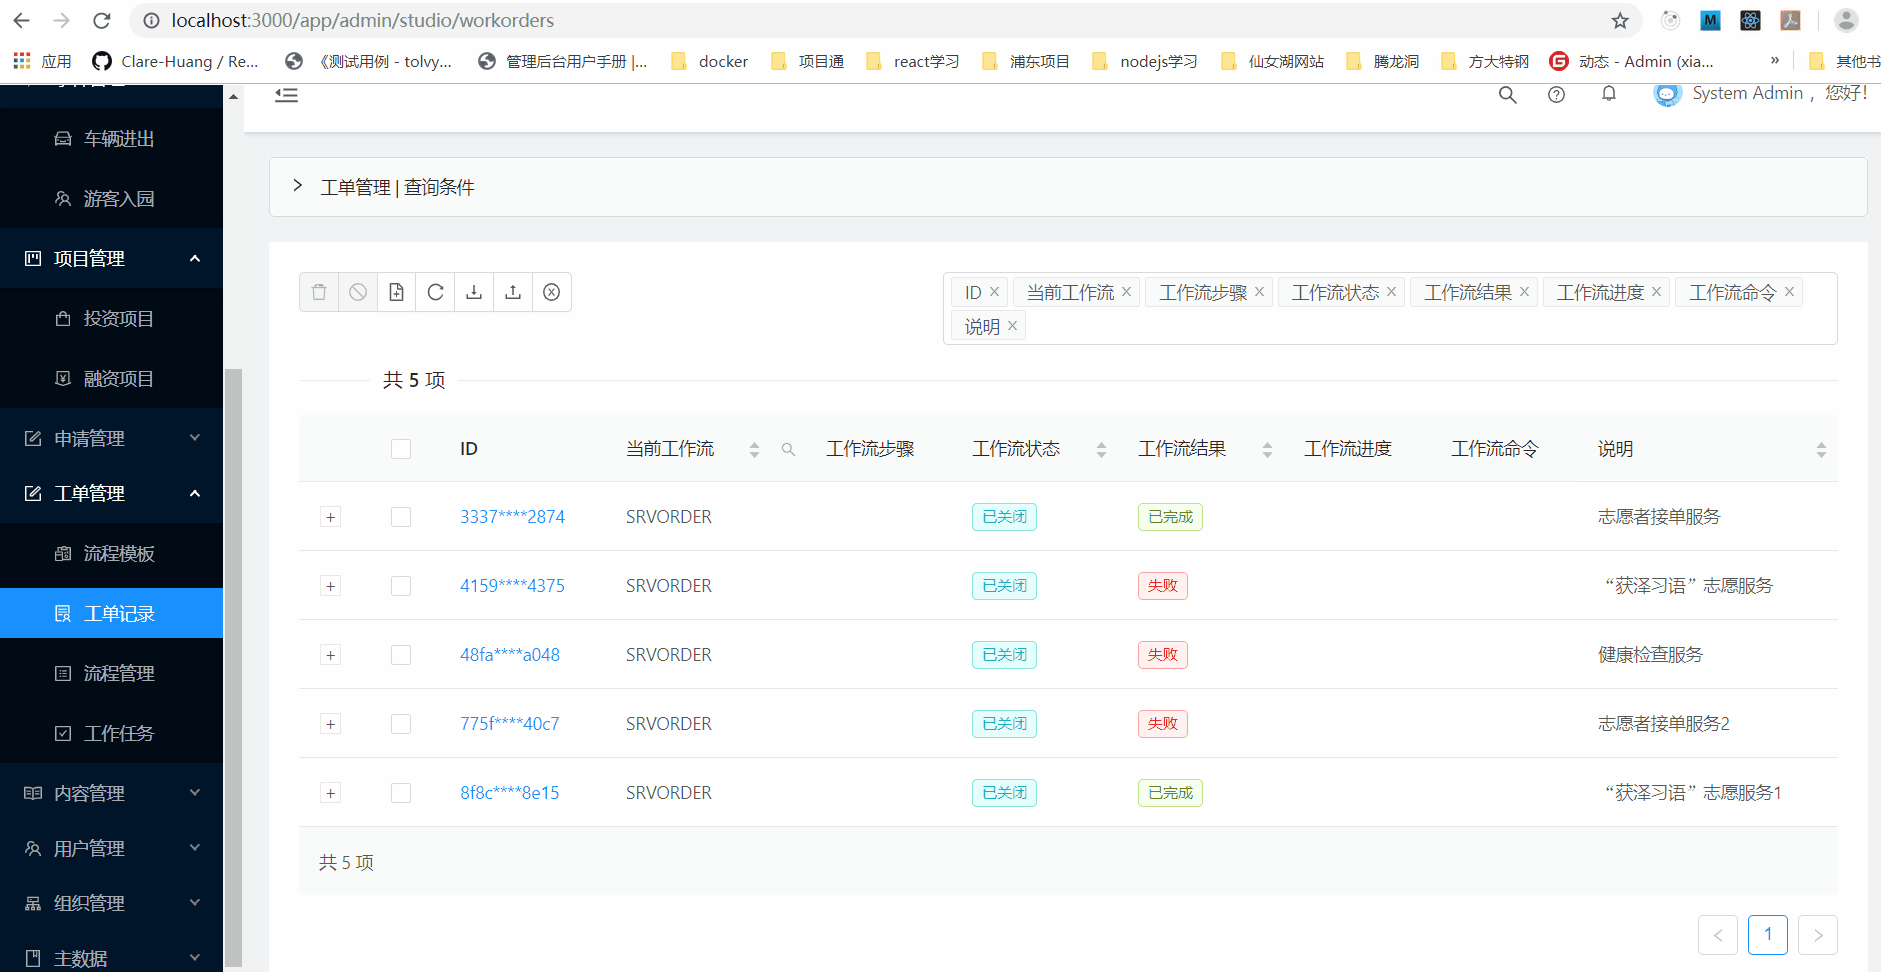 localhost:3000/app/admin/studio/workorders
应用 Clare-Huang / Re... 《测试用例 - tolvy... 管理后台用户手册 |... docker 项目通 react学习 浦东项目 nodejs学习 仙女湖网站 腾龙洞 方大特钢 动态 - Admin (xia... » 其他书
System Admin ，您好!
车辆进出
游客入园
项目管理
投资项目
融资项目
申请管理
工单管理
流程模板
工单记录
流程管理
工作任务
内容管理
用户管理
组织管理
主数据
工单管理 | 查询条件
ID 当前工作流 工作流步骤 工作流状态 工作流结果 工作流进度 工作流命令
说明
共 5 项
ID 当前工作流 工作流步骤 工作流状态 工作流结果 工作流进度 工作流命令 说明
3337****2874 SRVORDER 已关闭 已完成 志愿者接单服务
4159****4375 SRVORDER 已关闭 失败 “获泽习语”志愿服务
48fa****a048 SRVORDER 已关闭 失败 健康检查服务
775f****40c7 SRVORDER 已关闭 失败 志愿者接单服务2
8f8c****8e15 SRVORDER 已关闭 已完成 “获泽习语”志愿服务1
共 5 项
1